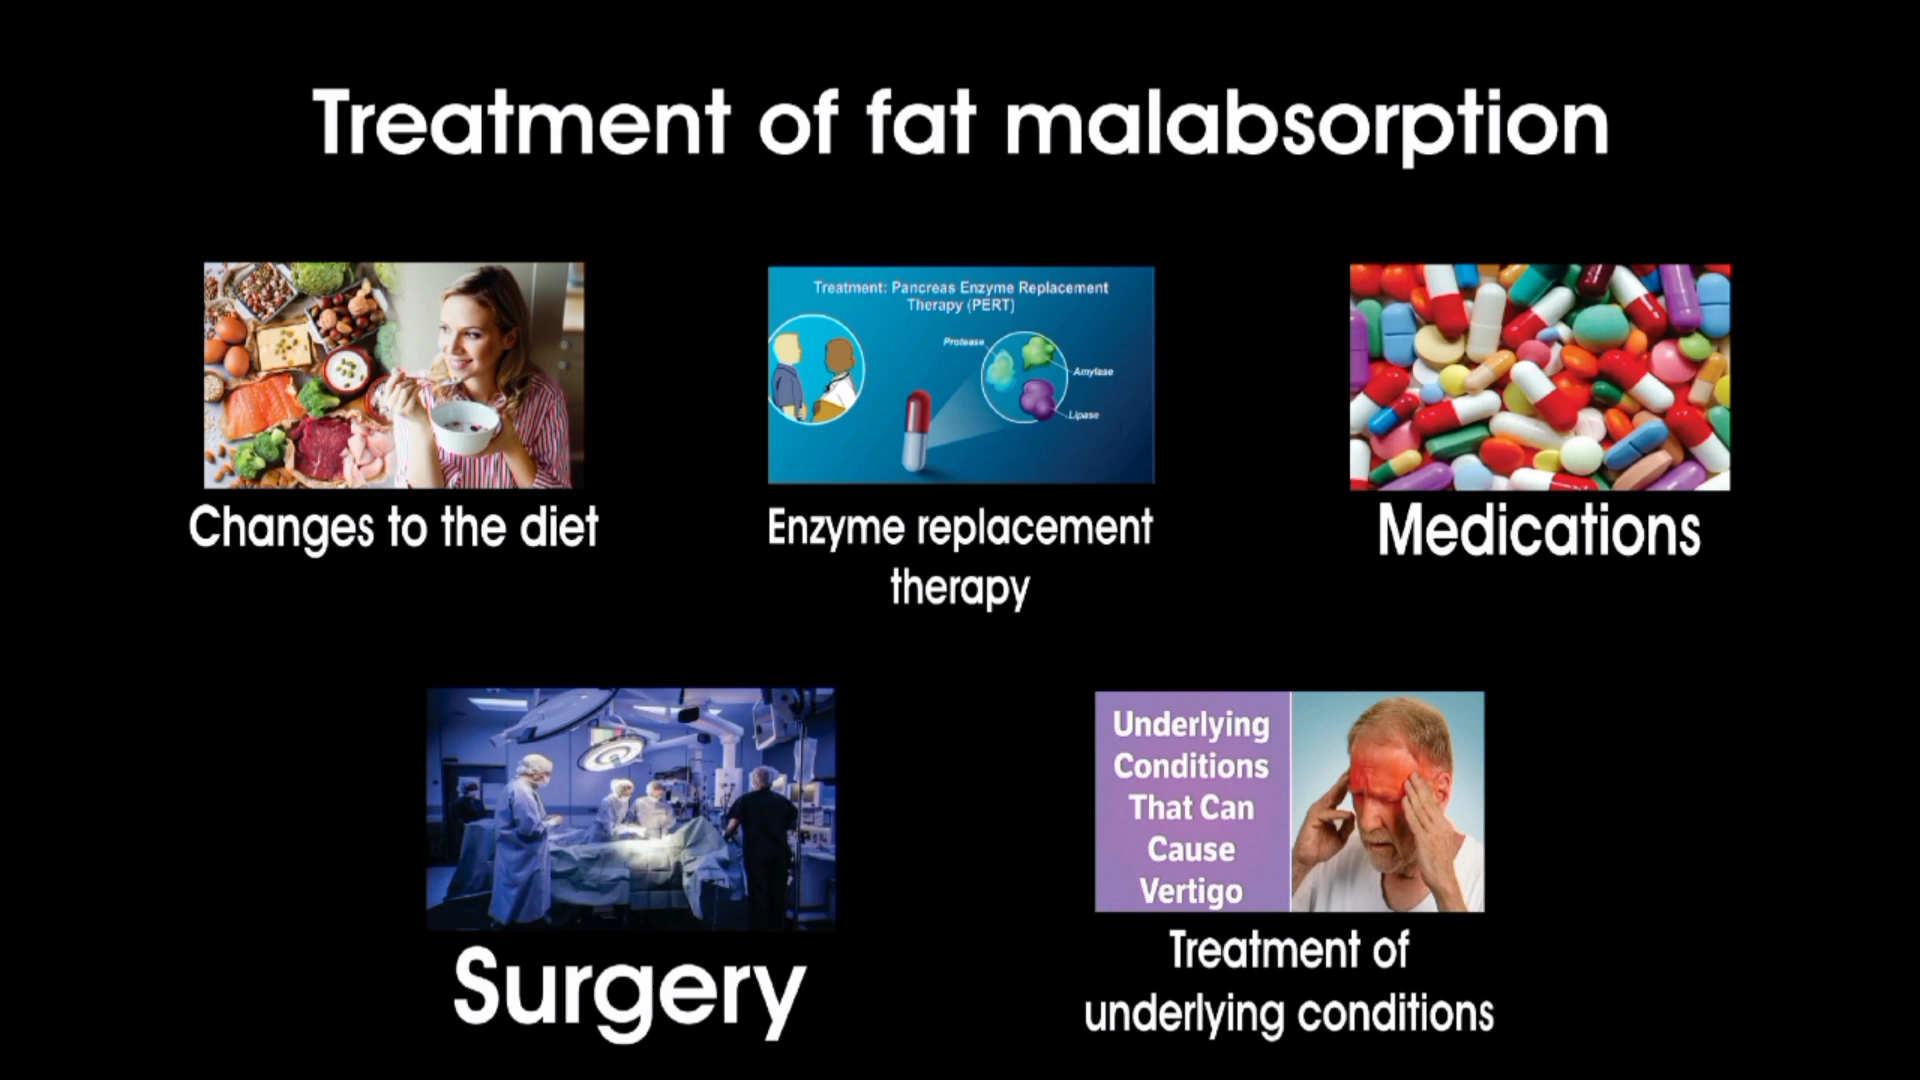 Treatment of fat malabsorption
Treatment: Pancreas Enzyme Replacement
Therapy (PERT)
Protease
Amylase
Lipase
Changes to the diet
Enzyme replacement
therapy
Medications
Underlying
Conditions
That Can
Cause
Vertigo
Surgery
Treatment of
underlying conditions